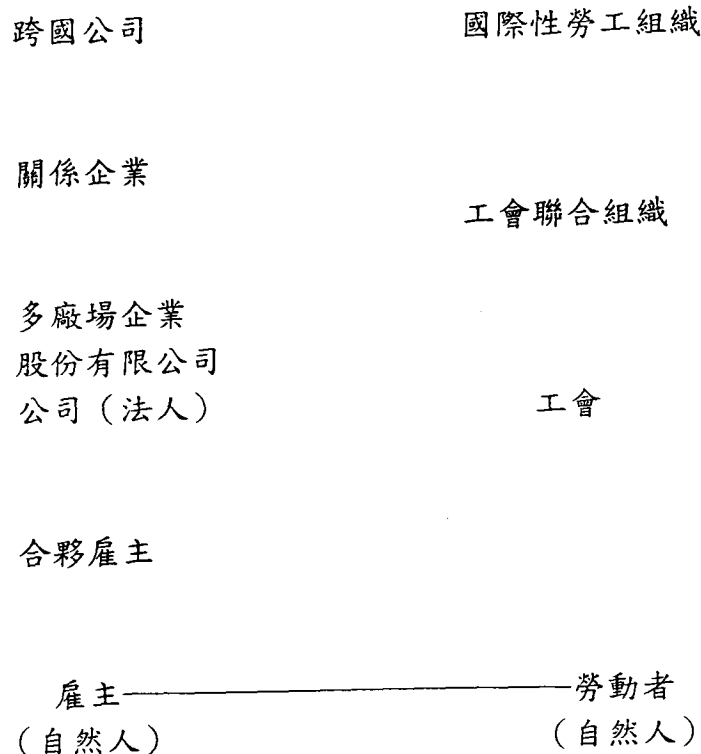 跨國公司
國際性勞工組織
關係企業
工會聯合組織
多廠場企業
股份有限公司
公司（法人）
工會
合夥雇主
雇主
勞動者
（自然人）
（自然人）